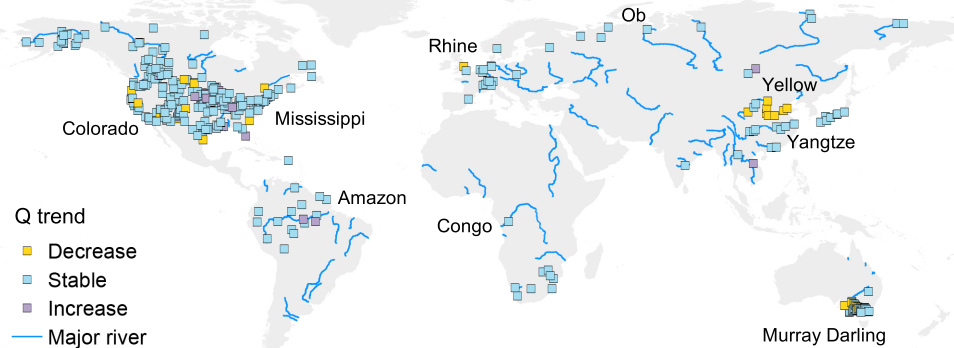 Ob
Rhine
Yellow
Colorado
Mississippi
Yangtze
Amazon
Congo
Q trend
Decrease
Stable
Increase
Major river
Murray Darling